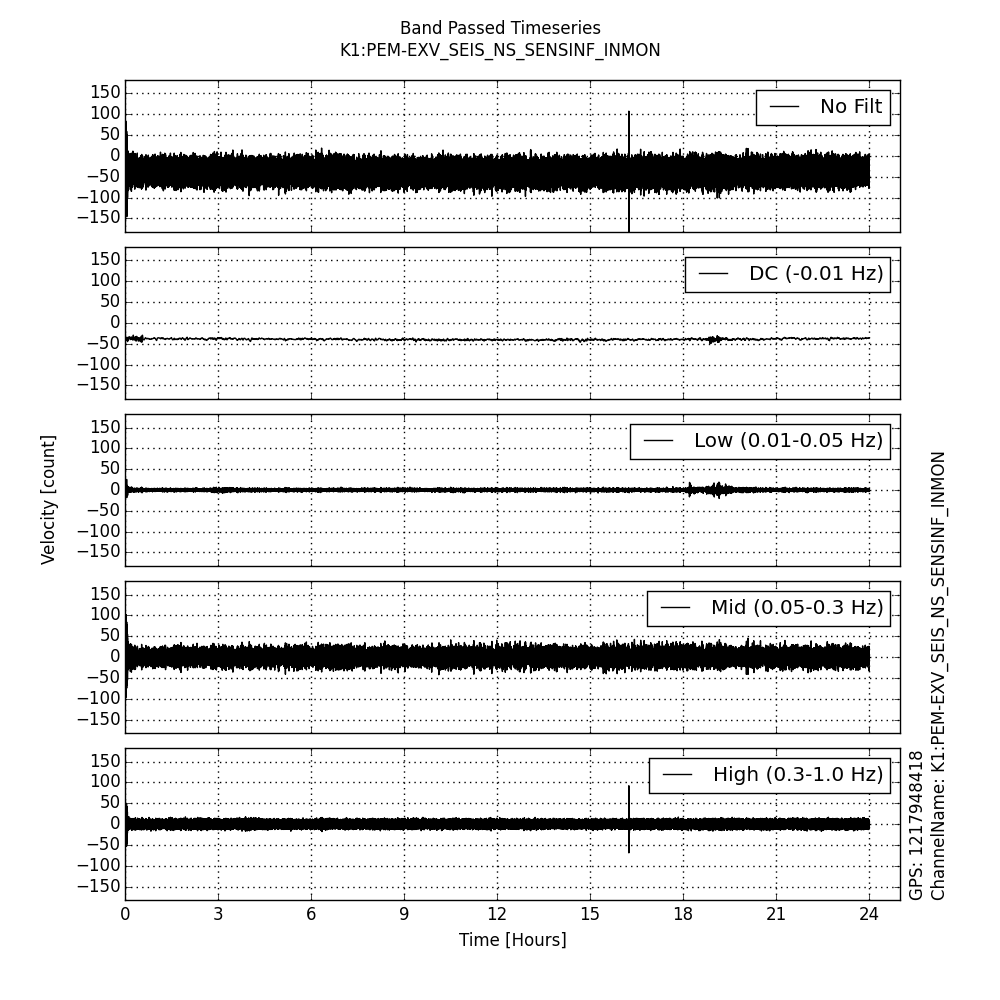 Band Passed Timeseries
K1:PEM-EXV_SEIS_NS_SENSINF_INMON
150
100
50
0
−50
−100
−150
No Filt
150
100
50
0
−50
−100
−150
DC (-0.01 Hz)
150
100
50
0
−50
−100
−150
Low (0.01-0.05 Hz)
150
100
50
0
−50
−100
−150
Mid (0.05-0.3 Hz)
150
100
50
0
−50
−100
−150
High (0.3-1.0 Hz)
0 3 6 9 12 15 18 21 24
Time [Hours]
Velocity [count]
GPS: 1217948418
ChannelName: K1:PEM-EXV_SEIS_NS_SENSINF_INMON